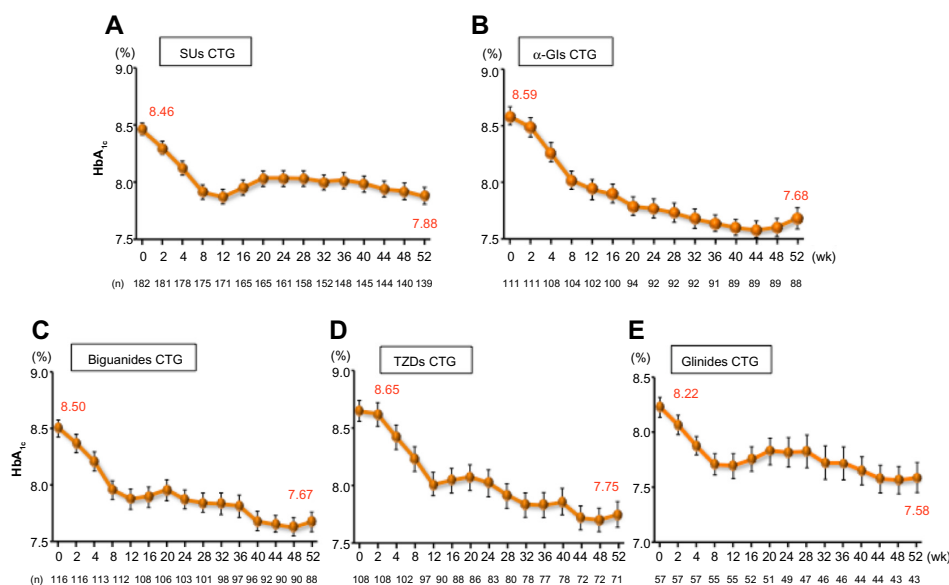 A
B
SUs CTG
α-GIs CTG
(%)
(%)
9.0
9.0
8.46
8.59
8.5
8.5
HbA1c
8.0
8.0
7.88
7.68
7.5
7.5
0 2 4 8 12 16 20 24 28 32 36 40 44 48 52
0 2 4 8 12 16 20 24 28 32 36 40 44 48 52 (wk)
(n) 182 181 178 175 171 165 165 161 158 152 148 145 144 140 139
111 111 108 104 102 100 94 92 92 92 91 89 89 89 88
C
D
E
Biguanides CTG
TZDs CTG
Glinides CTG
(%)
(%)
(%)
9.0
9.0
8.5
8.50
8.65
8.22
8.5
8.5
8.0
HbA1c
8.0
8.0
7.5
7.67
7.75
7.58
7.5
7.5
7.0
0 2 4 8 12 16 20 24 28 32 36 40 44 48 52
0 2 4 8 12 16 20 24 28 32 36 40 44 48 52
0 2 4 8 12 16 20 24 28 32 36 40 44 48 52 (wk)
(n) 116 116 113 112 108 106 103 101 98 97 96 92 90 90 88
108 108 102 97 90 88 86 83 80 78 77 78 72 72 71
57 57 57 55 55 52 51 49 47 46 46 44 44 43 43